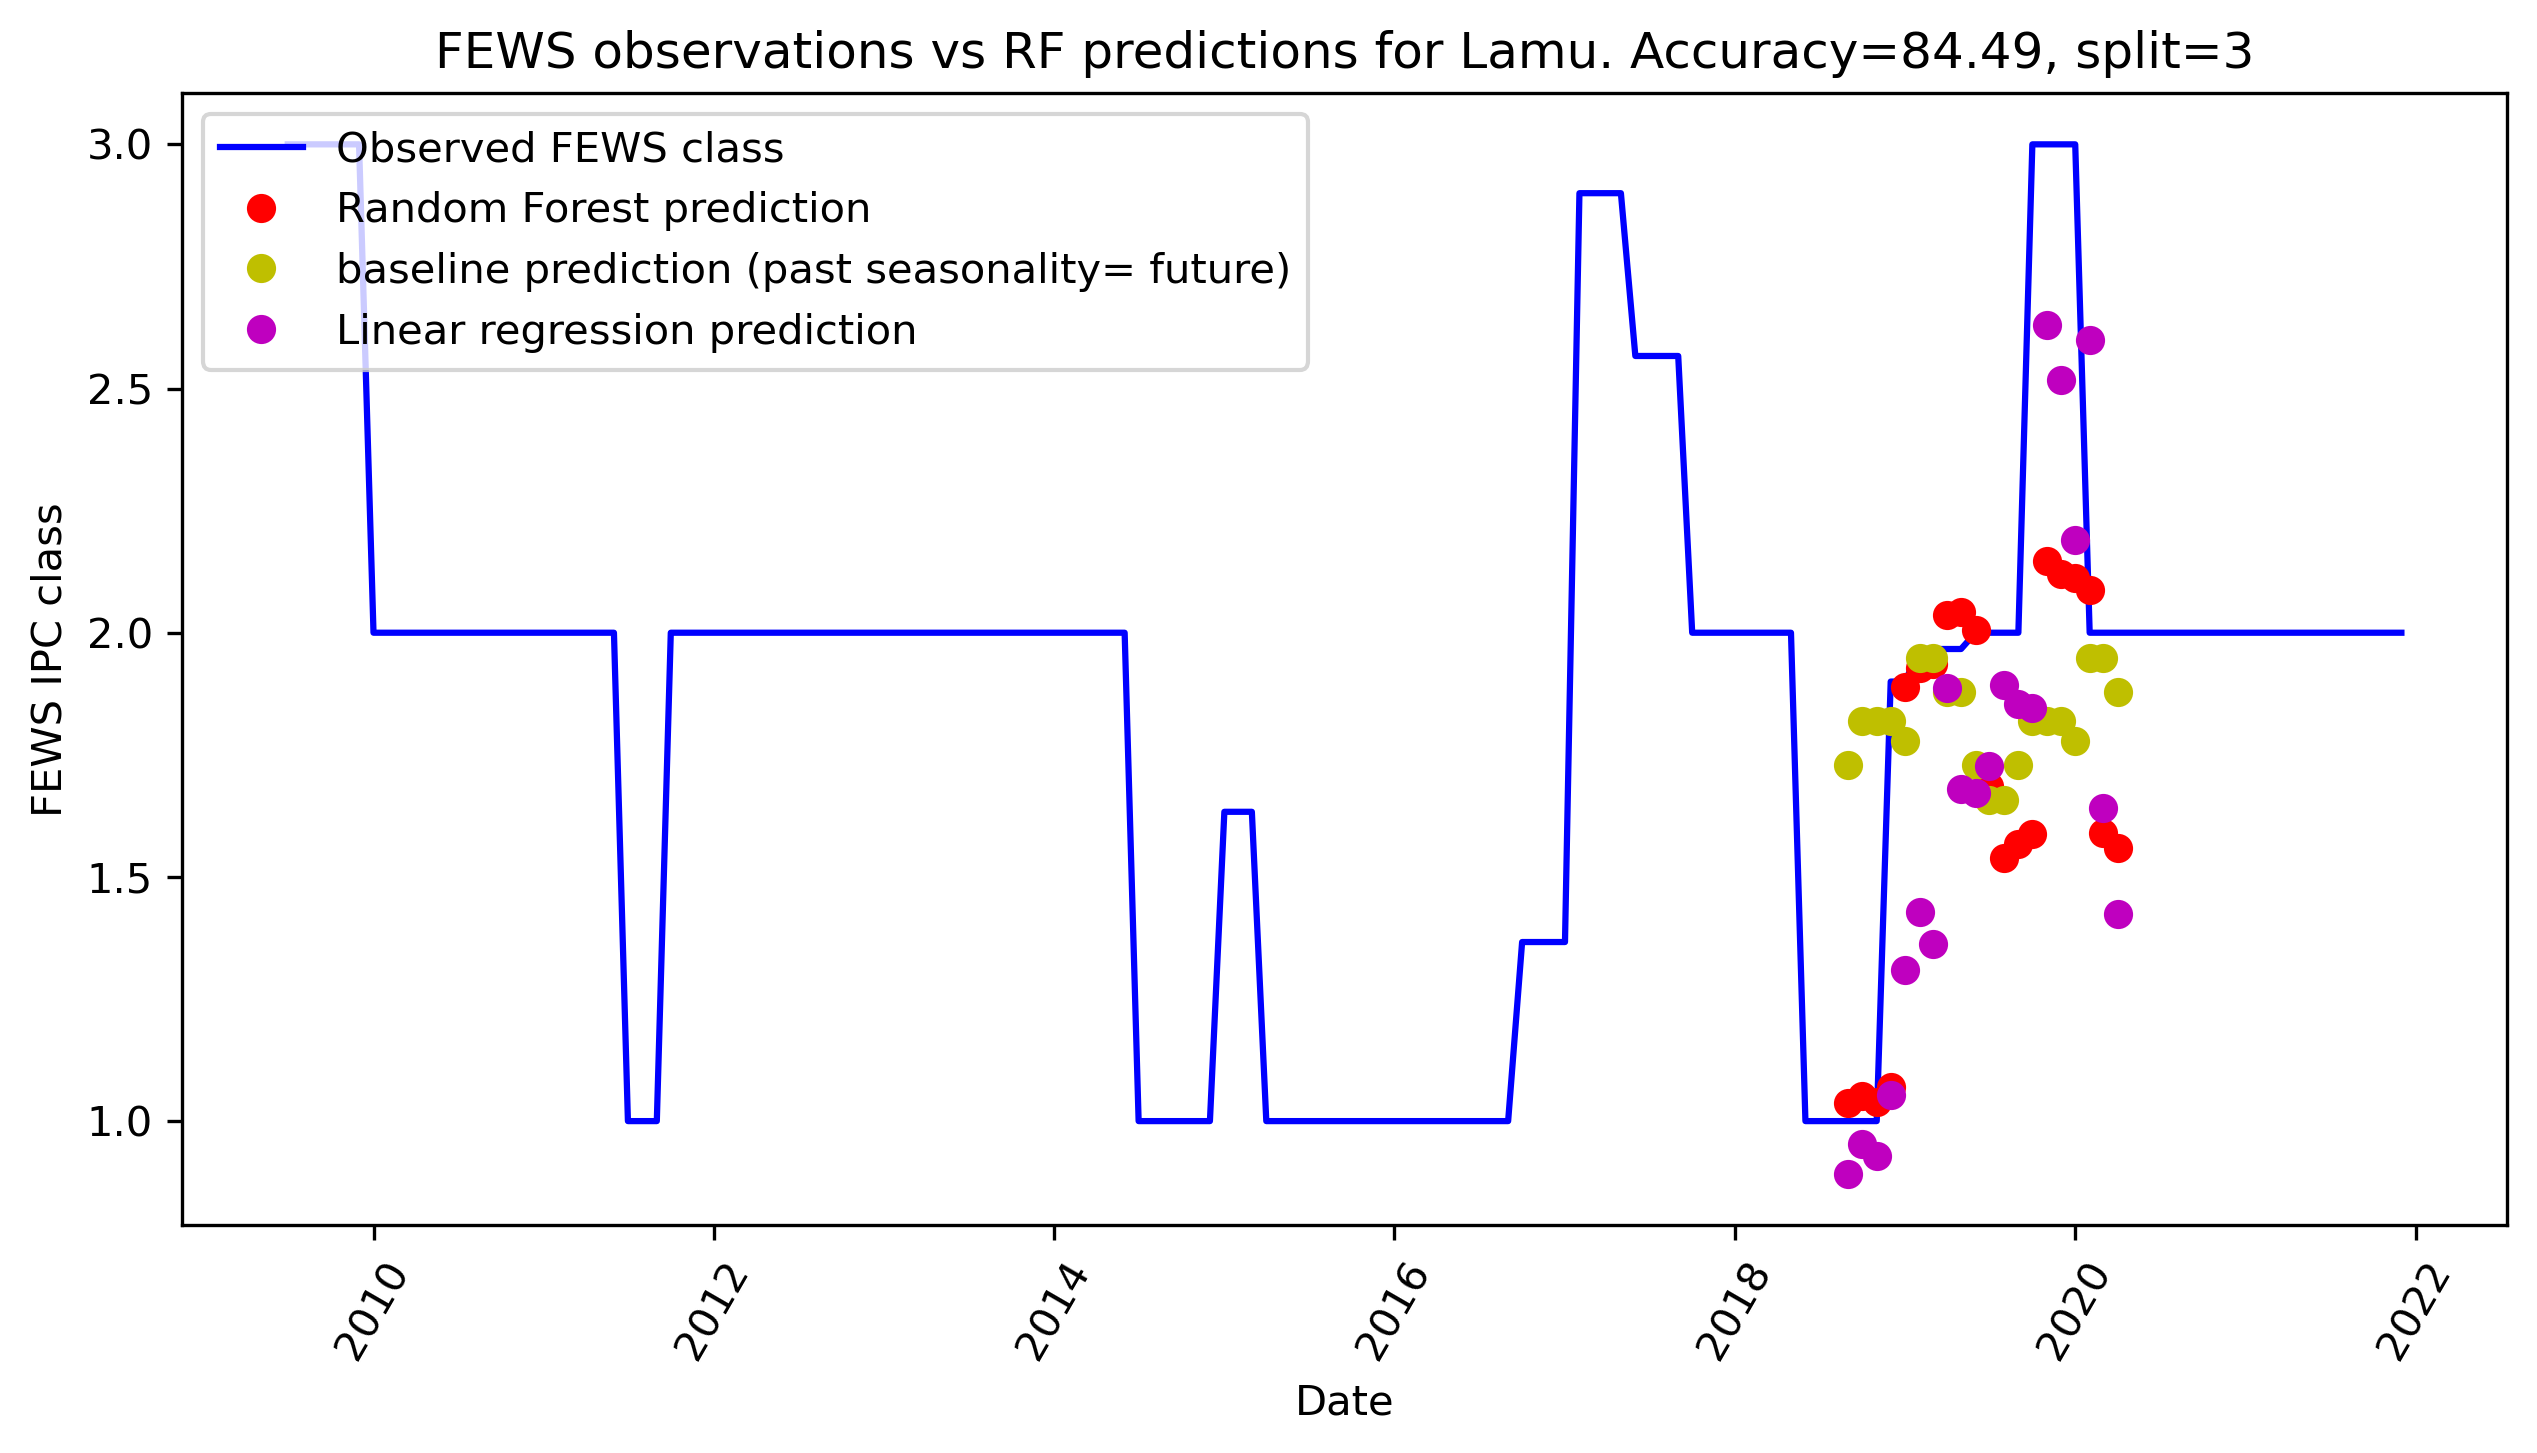 FEWS observations vs RF predictions for Lamu. Accuracy=84.49, split=3
Observed FEWS class
Random Forest prediction
baseline prediction (past seasonality= future)
Linear regression prediction
FEWS IPC class
3.0
2.5
2.0
1.5
1.0
2010
2012
2014
2016
2018
2020
2022
Date